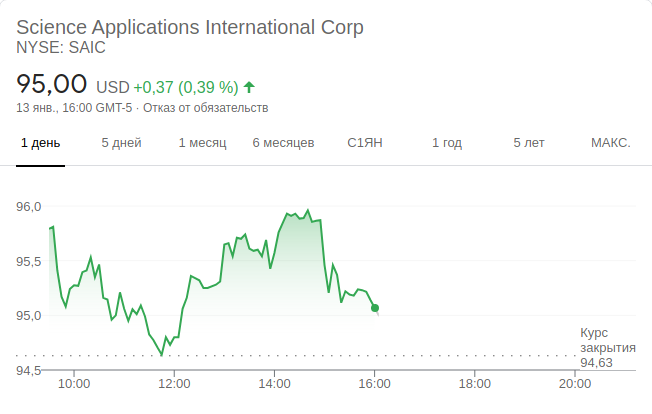 Science Applications International Corp
NYSE: SAIC
95,00 USD +0,37 (0,39 %)
13 янв., 16:00 GMT-5 · Отказ от обязательств
1 день 5 дней 1 месяц 6 месяцев С1ЯН 1 год 5 лет МАКС.
96,0
95,5
95,0
Курс
закрытия
94,63
94,5
10:00 12:00 14:00 16:00 18:00 20:00